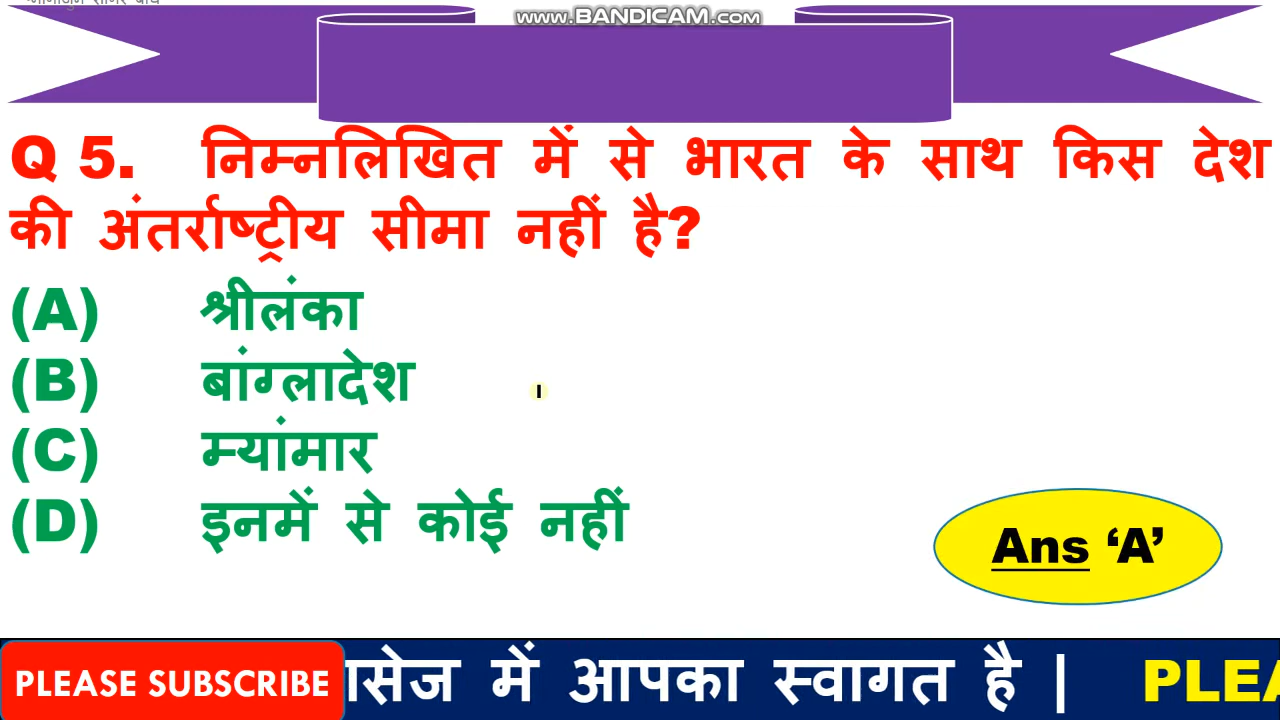 www.BANDICAM.com
Q 5. निम्नलिखित में से भारत के साथ किस देश
की अंतर्राष्ट्रीय सीमा नहीं है?
(A) श्रीलंका
(B) बांग्लादेश
(C) म्यांमार
(D) इनमें से कोई नहीं
Ans ‘A’
PLEASE SUBSCRIBE
ासेज में आपका स्वागत है | PLEA